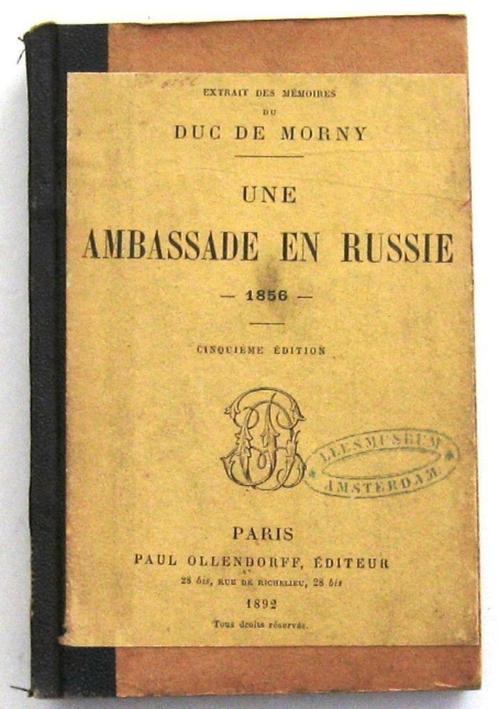 EXTRAIT DES MÉMOIRES
DU
DUC DE MORNY
UNE
AMBASSADE EN RUSSIE
— 1856 —
CINQUIÈME ÉDITION
LEESMUSEUM
AMSTERDAM
PARIS
PAUL OLLENDORFF, ÉDITEUR
28 bis, RUE DE RICHELIEU, 28 bis
1892
Tous droits réservés.